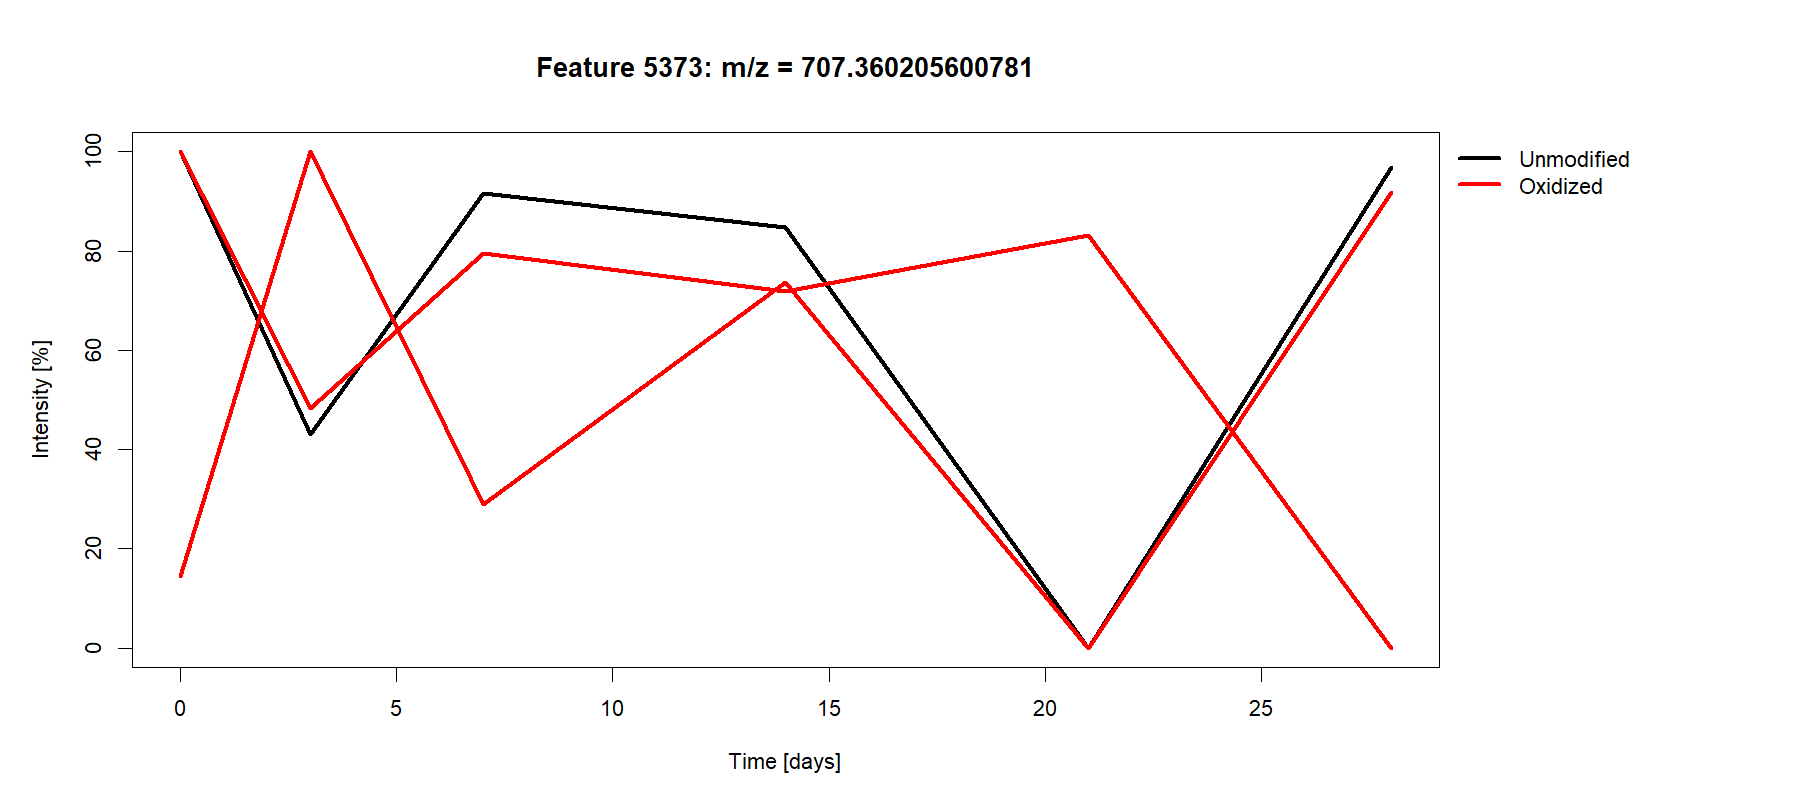 Feature 5373: m/z = 707.360205600781
Unmodified
Oxidized
100
80
60
40
20
0
Intensity [%]
0 5 10 15 20 25
Time [days]